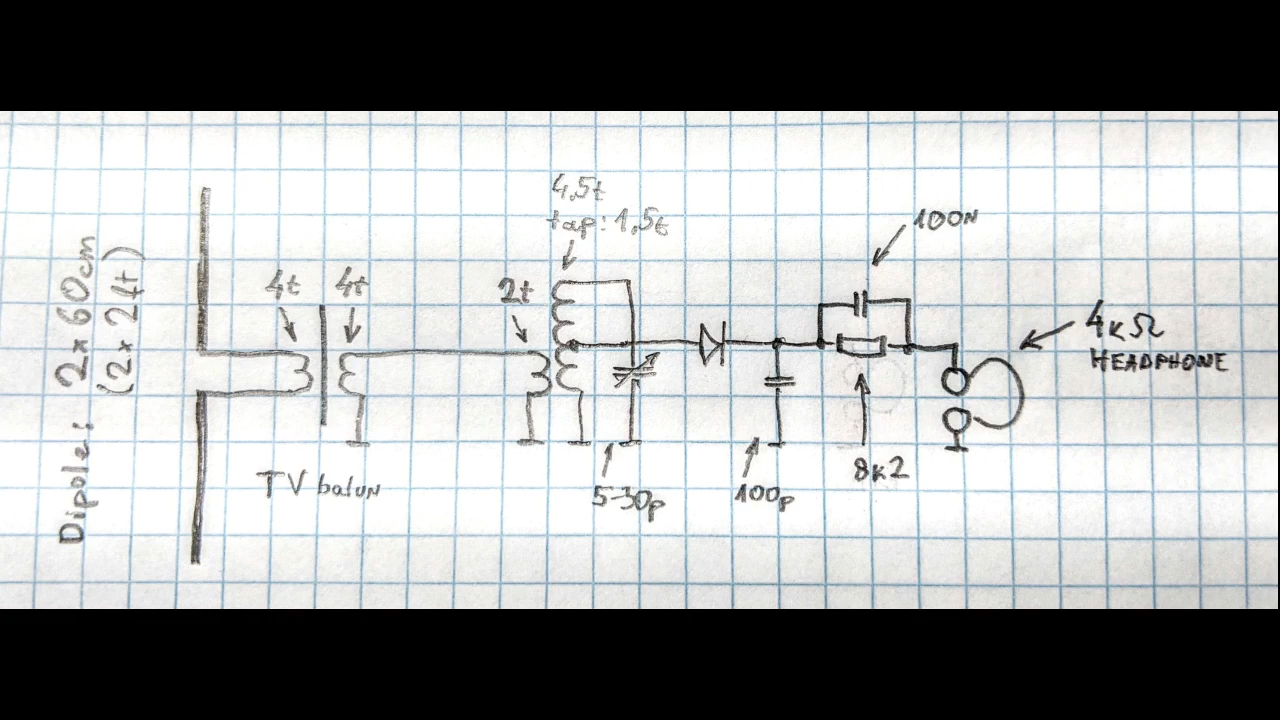 Dipole: 2x60cm
(2x2ft)
4t
4t
TV balun
2t
4,5t
tap: 1,5t
5-30p
100p
100N
8k2
4kΩ
HEADPHONE